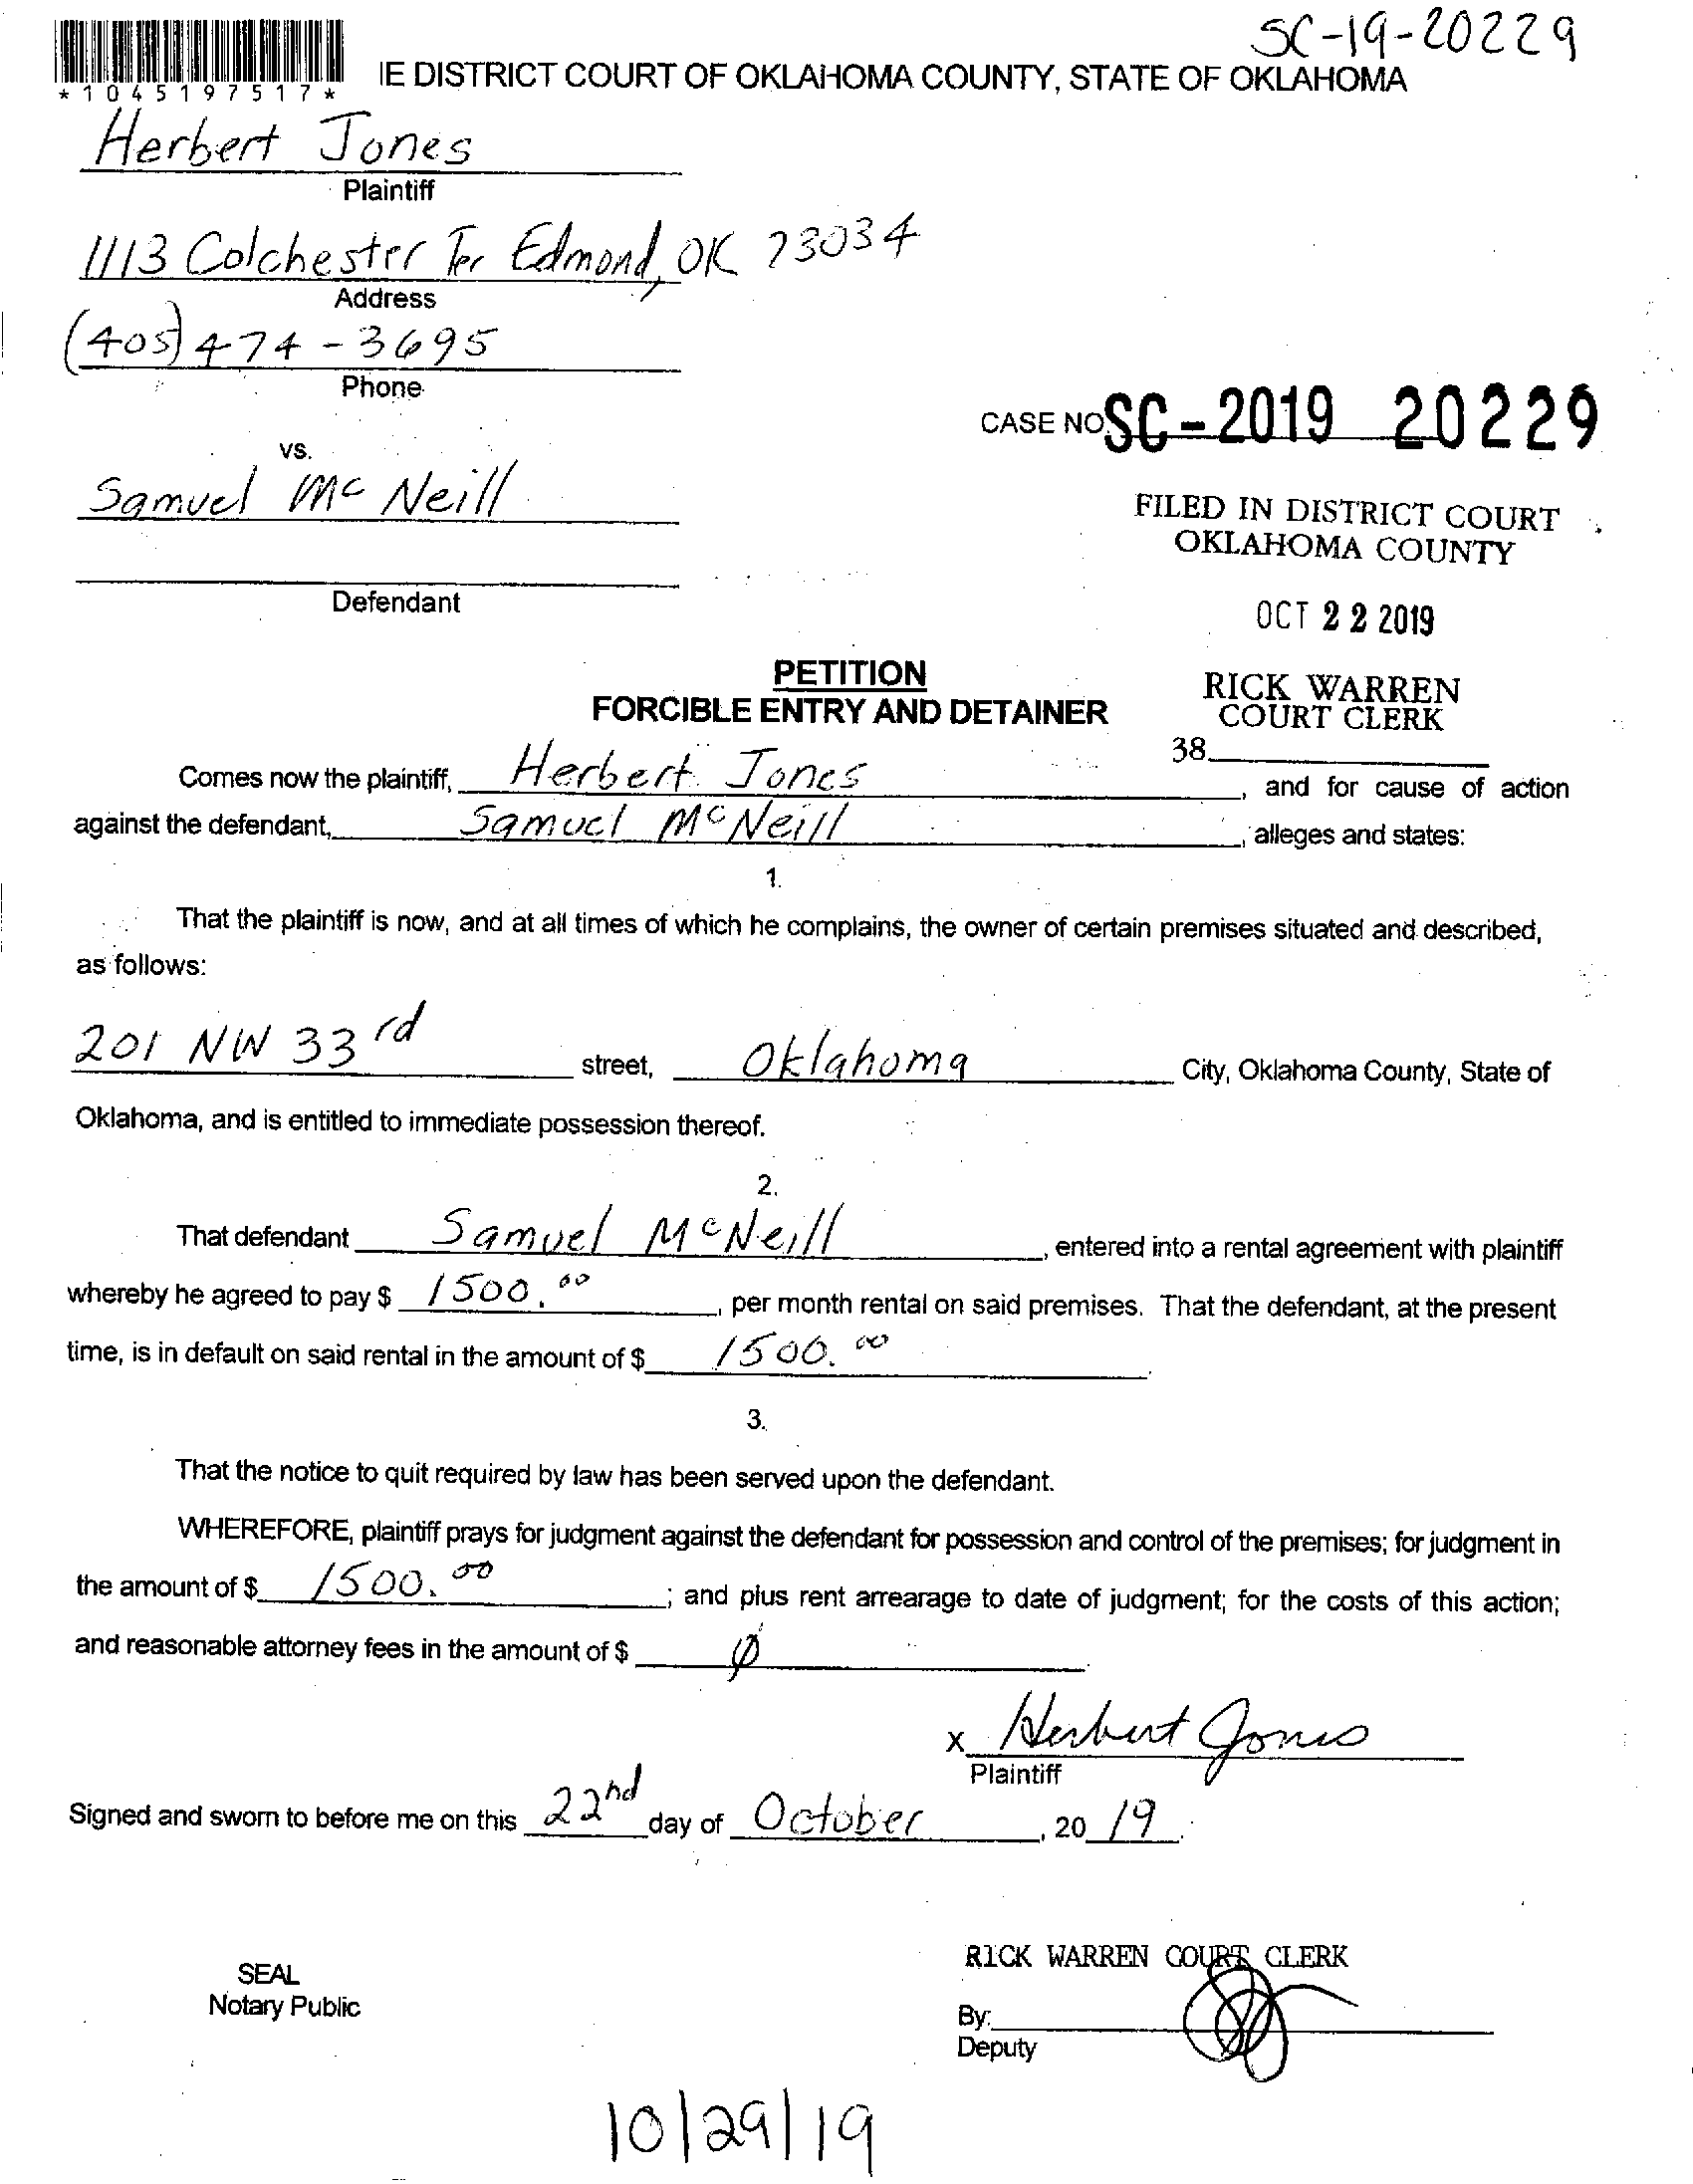 SC-19-20229
*1045197517*
IE DISTRICT COURT OF OKLAHOMA COUNTY, STATE OF OKLAHOMA
Herbert Jones
Plaintiff
1113 Colchester Ter Edmond, OK 73034
Address
(405) 474-3695
Phone
CASE NO. SC-2019 20229
vs.
Samuel McNeill
FILED IN DISTRICT COURT
OKLAHOMA COUNTY
Defendant
OCT 22 2019
PETITION
FORCIBLE ENTRY AND DETAINER
RICK WARREN
COURT CLERK
38
Comes now the plaintiff, Herbert Jones, and for cause of action
against the defendant, Samuel McNeill, alleges and states:
1.
That the plaintiff is now, and at all times of which he complains, the owner of certain premises situated and described,
as follows:
201 NW 33rd street, Oklahoma City, Oklahoma County, State of
Oklahoma, and is entitled to immediate possession thereof.
2.
That defendant Samuel McNeill, entered into a rental agreement with plaintiff
whereby he agreed to pay $ 1500.00, per month rental on said premises. That the defendant, at the present
time, is in default on said rental in the amount of $ 1500.00.
3.
That the notice to quit required by law has been served upon the defendant.
WHEREFORE, plaintiff prays for judgment against the defendant for possession and control of the premises; for judgment in
the amount of $ 1500.00; and plus rent arrearage to date of judgment; for the costs of this action;
and reasonable attorney fees in the amount of $ Ø.
X Herbert Jones
Plaintiff
Signed and sworn to before me on this 22nd day of October, 20 19.
RICK WARREN COURT CLERK
SEAL
Notary Public
By:
Deputy
10/29/19